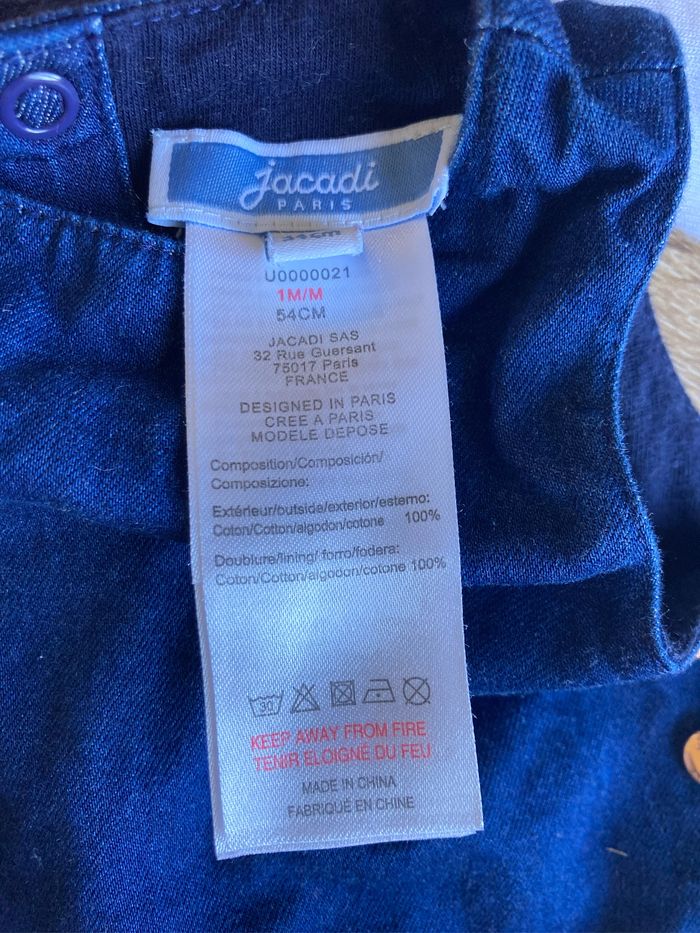 jacadi
PARIS
U0000021
1M/M
54CM
JACADI SAS
32 Rue Guersant
75017 Paris
FRANCE
DESIGNED IN PARIS
CREE A PARIS
MODELE DEPOSE
Composition/Composición/
Composizione:
Extérieur/outside/exterior/esterno:
Coton/Cotton/algodon/cotone 100%
Doublure/lining/ forro/fodera:
Coton/Cotton/algodon/cotone 100%
30
KEEP AWAY FROM FIRE
TENIR ELOIGNÉ DU FEU
MADE IN CHINA
FABRIQUÉ EN CHINE